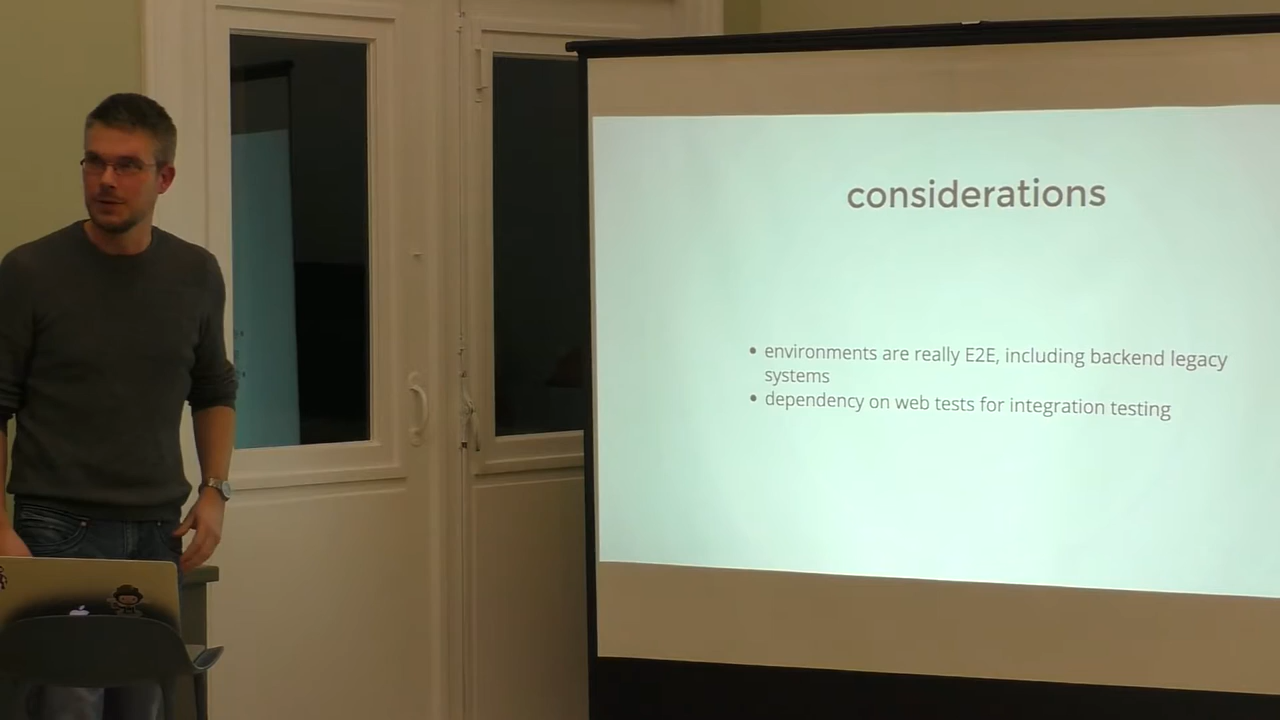 considerations
• environments are really E2E, including backend legacy
systems
• dependency on web tests for integration testing